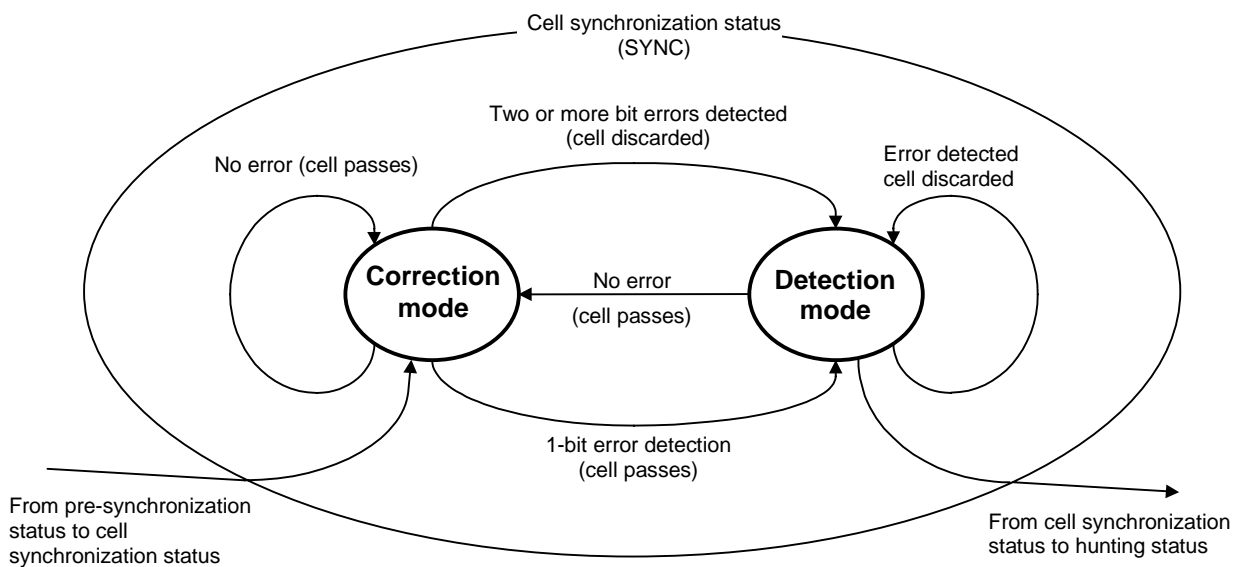 Cell synchronization status
(SYNC)
Two or more bit errors detected
(cell discarded)
No error (cell passes)
Error detected
cell discarded
Correction
mode
No error
(cell passes)
Detection
mode
1-bit error detection
(cell passes)
From pre-synchronization
status to cell
synchronization status
From cell synchronization
status to hunting status